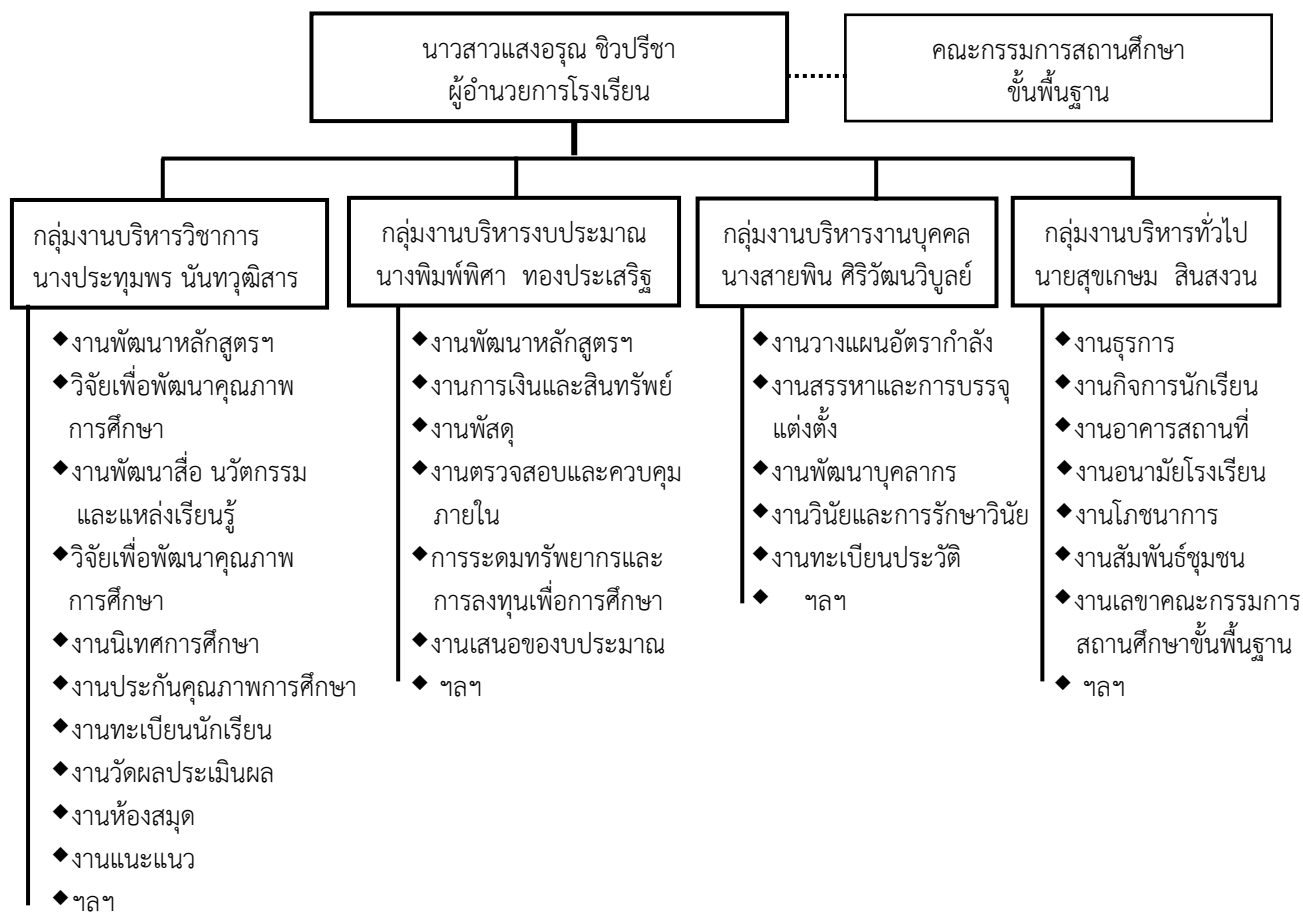 นาวสาวแสงอรุณ ชิวปรีชา
ผู้อำนวยการโรงเรียน
คณะกรรมการสถานศึกษา
ขั้นพื้นฐาน
กลุ่มงานบริหารวิชาการ
นางประทุมพร นันทวุฒิสาร
◆งานพัฒนาหลักสูตรฯ
◆วิจัยเพื่อพัฒนาคุณภาพ
การศึกษา
◆งานพัฒนาสื่อ นวัตกรรม
และแหล่งเรียนรู้
◆วิจัยเพื่อพัฒนาคุณภาพ
การศึกษา
◆งานนิเทศการศึกษา
◆งานประกันคุณภาพการศึกษา
◆งานทะเบียนนักเรียน
◆งานวัดผลประเมินผล
◆งานห้องสมุด
◆งานแนะแนว
◆ฯลฯ
กลุ่มงานบริหารงบประมาณ
นางพิมพ์พิศา ทองประเสริฐ
◆งานพัฒนาหลักสูตรฯ
◆งานการเงินและสินทรัพย์
◆งานพัสดุ
◆งานตรวจสอบและควบคุม
ภายใน
◆การระดมทรัพยากรและ
การลงทุนเพื่อการศึกษา
◆งานเสนอของบประมาณ
◆ ฯลฯ
กลุ่มงานบริหารงานบุคคล
นางสายพิน ศิริวัฒนวิบูลย์
◆งานวางแผนอัตรากำลัง
◆งานสรรหาและการบรรจุ
แต่งตั้ง
◆งานพัฒนาบุคลากร
◆งานวินัยและการรักษาวินัย
◆งานทะเบียนประวัติ
◆ ฯลฯ
กลุ่มงานบริหารทั่วไป
นายสุขเกษม สินสงวน
◆งานธุรการ
◆งานกิจการนักเรียน
◆งานอาคารสถานที่
◆งานอนามัยโรงเรียน
◆งานโภชนาการ
◆งานสัมพันธ์ชุมชน
◆งานเลขาคณะกรรมการ
สถานศึกษาขั้นพื้นฐาน
◆ ฯลฯ